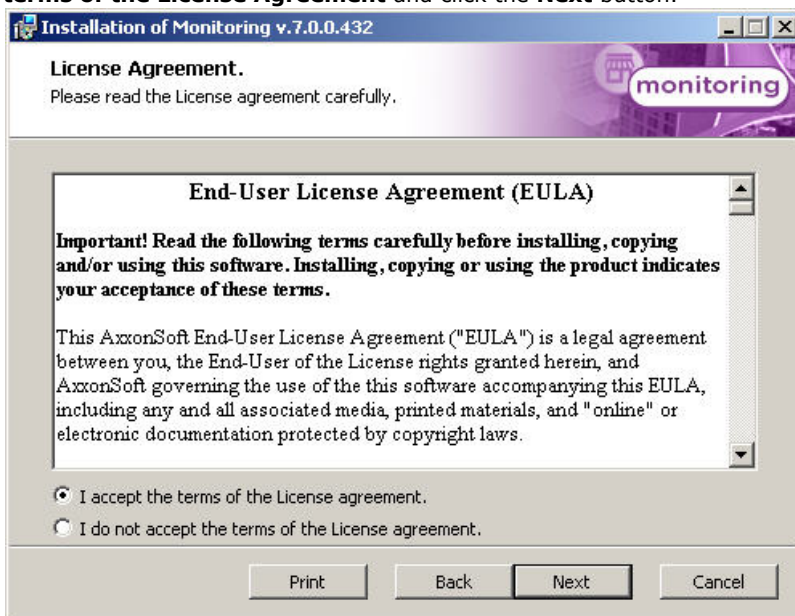 terms of the License Agreement and click the Next button.
Installation of Monitoring v.7.0.0.432
License Agreement.
Please read the License agreement carefully.
monitoring
End-User License Agreement (EULA)
Important! Read the following terms carefully before installing, copying
and/or using this software. Installing, copying or using the product indicates
your acceptance of these terms.
This AxxonSoft End-User License Agreement ("EULA") is a legal agreement
between you, the End-User of the License rights granted herein, and
AxxonSoft governing the use of the this software accompanying this EULA,
including any and all associated media, printed materials, and "online" or
electronic documentation protected by copyright laws.
I accept the terms of the License agreement.
I do not accept the terms of the License agreement.
Print Back Next Cancel